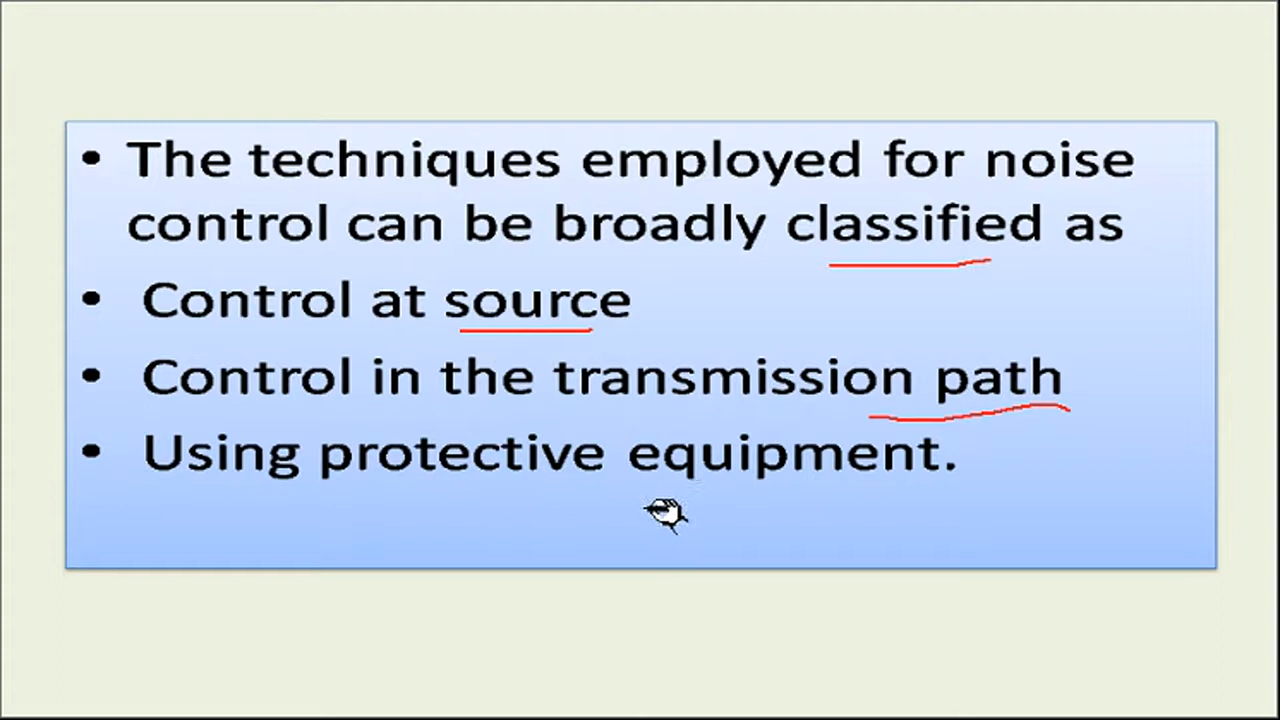 • The techniques employed for noise
control can be broadly classified as
• Control at source
• Control in the transmission path
• Using protective equipment.